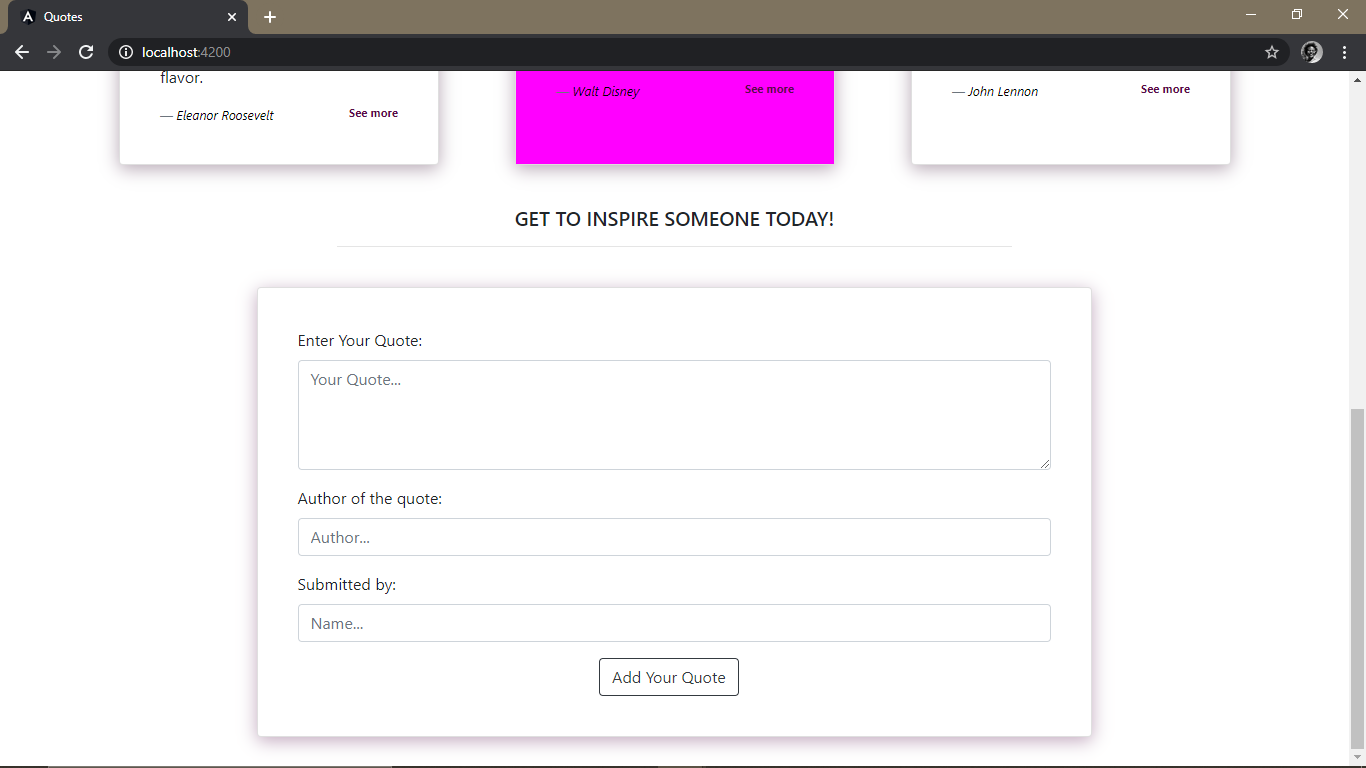 Quotes
localhost:4200
flavor.
— Eleanor Roosevelt See more
— Walt Disney See more
— John Lennon See more
GET TO INSPIRE SOMEONE TODAY!
Enter Your Quote:
Your Quote...
Author of the quote:
Author...
Submitted by:
Name...
Add Your Quote